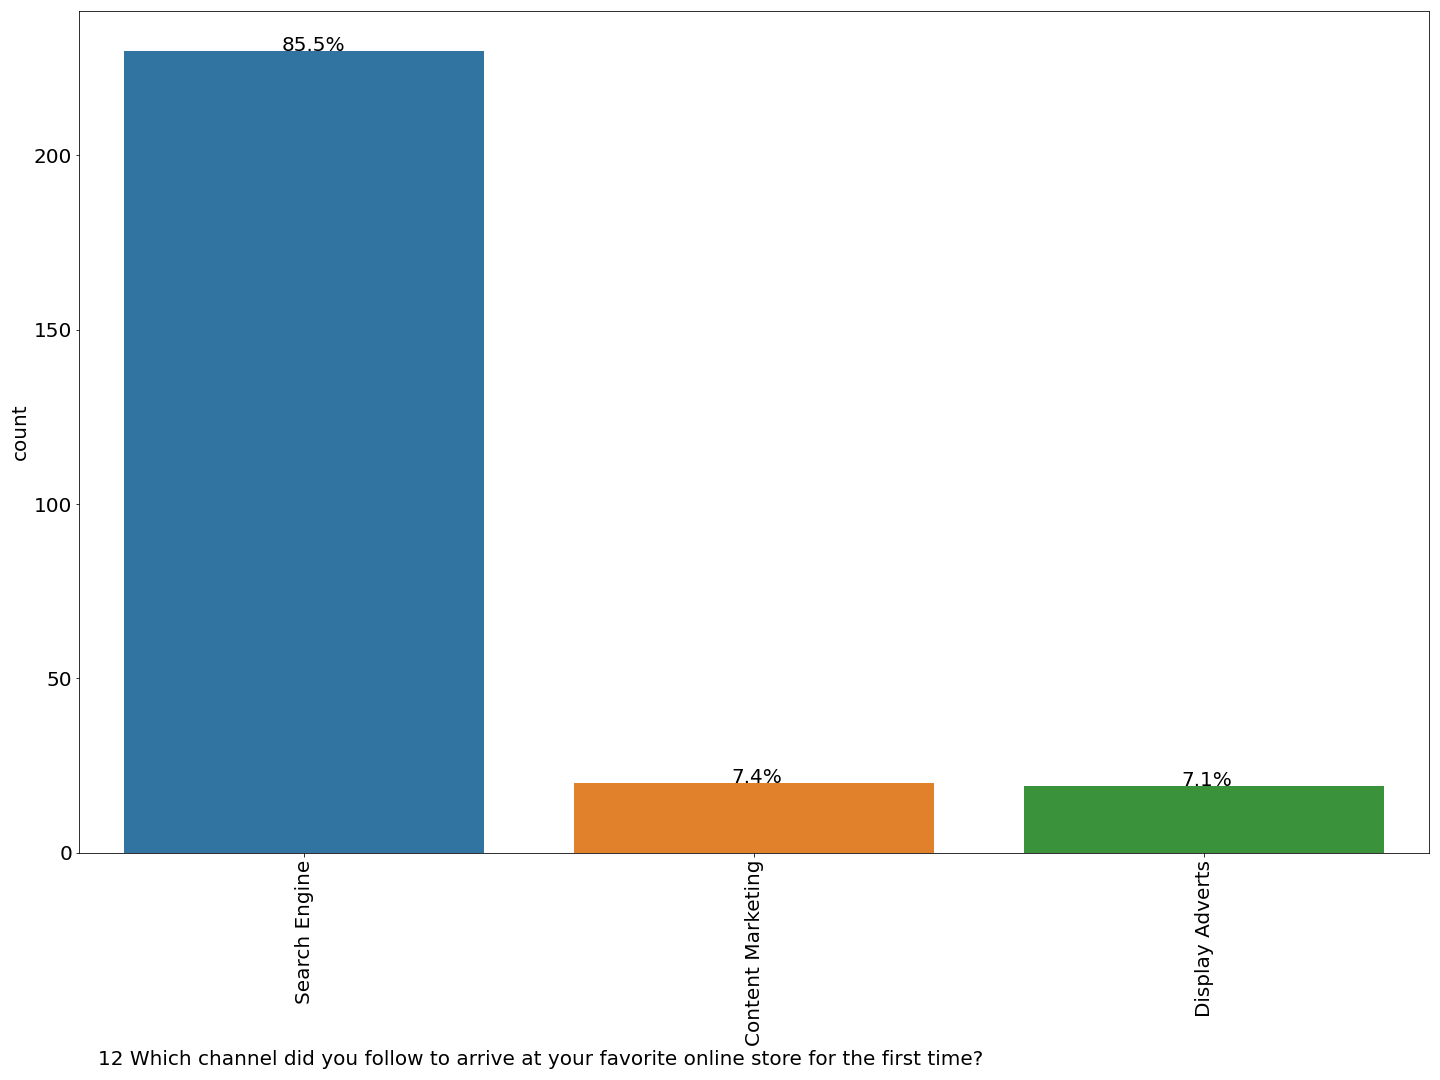 85.5%
200
150
count
100
50
7.4%
7.1%
0
Search Engine
Content Marketing
Display Adverts
12 Which channel did you follow to arrive at your favorite online store for the first time?